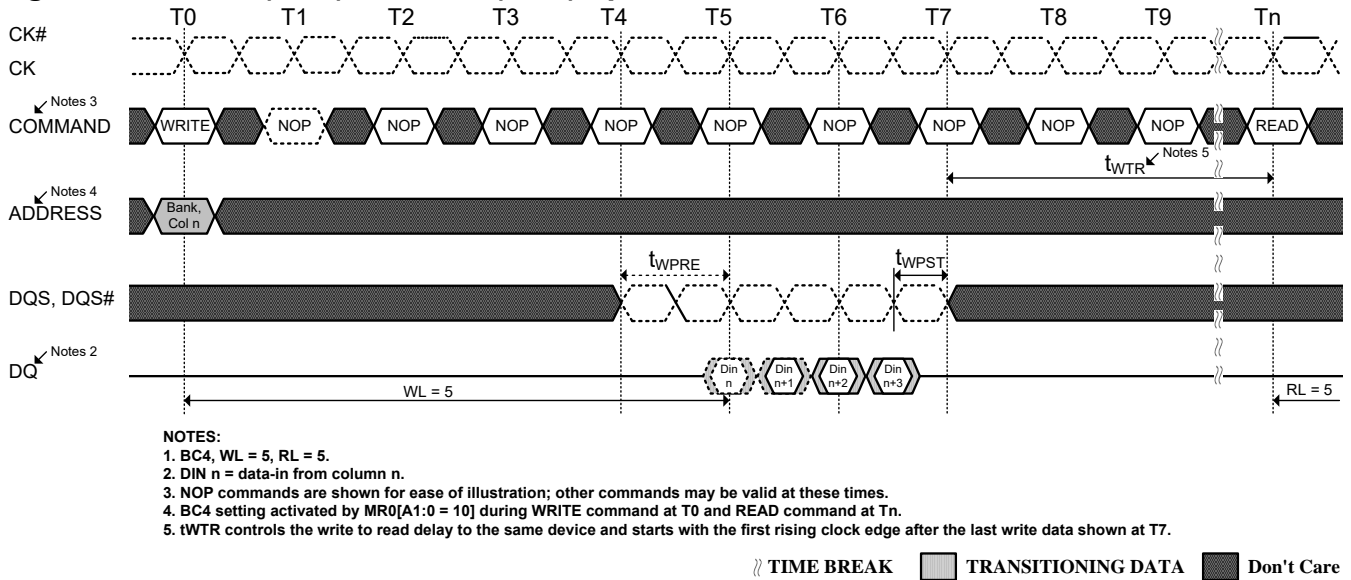 T0 T1 T2 T3 T4 T5 T6 T7 T8 T9 Tn
CK#
CK
Notes 3
COMMAND WRITE NOP NOP NOP NOP NOP NOP NOP NOP NOP READ
tWTR Notes 5
Notes 4
ADDRESS Bank, Col n
tWPRE tWPST
DQS, DQS#
Notes 2
DQ Din n Din n+1 Din n+2 Din n+3
WL = 5 RL = 5
NOTES:
1. BC4, WL = 5, RL = 5.
2. DIN n = data-in from column n.
3. NOP commands are shown for ease of illustration; other commands may be valid at these times.
4. BC4 setting activated by MR0[A1:0 = 10] during WRITE command at T0 and READ command at Tn.
5. tWTR controls the write to read delay to the same device and starts with the first rising clock edge after the last write data shown at T7.
TIME BREAK TRANSITIONING DATA Don't Care